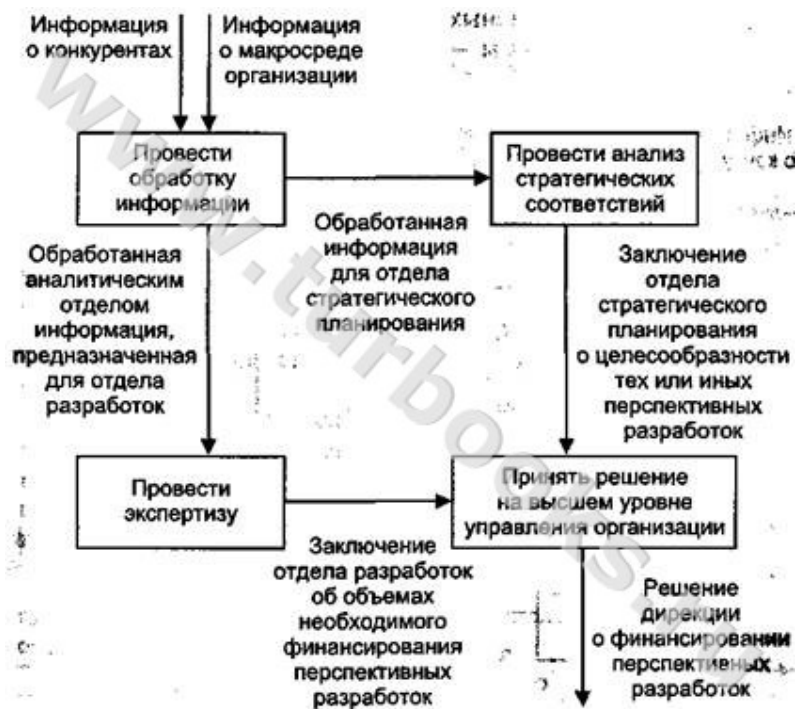 Информация
о конкурентах
Информация
о макросреде
организации
Провести
обработку
информации
Провести анализ
стратегических
соответствий
Обработанная
информация
для отдела
стратегического
планирования
Обработанная
аналитическим
отделом
информация,
предназначенная
для отдела
разработок
Заключение
отдела
стратегического
планирования
о целесообразности
тех или иных
перспективных
разработок
Провести
экспертизу
Принять решение
на высшем уровне
управления организации
Заключение
отдела разработок
об объемах
необходимого
финансирования
перспективных
разработок
Решение
дирекции
о финансировании
перспективных
разработок
www.turbooks.ru